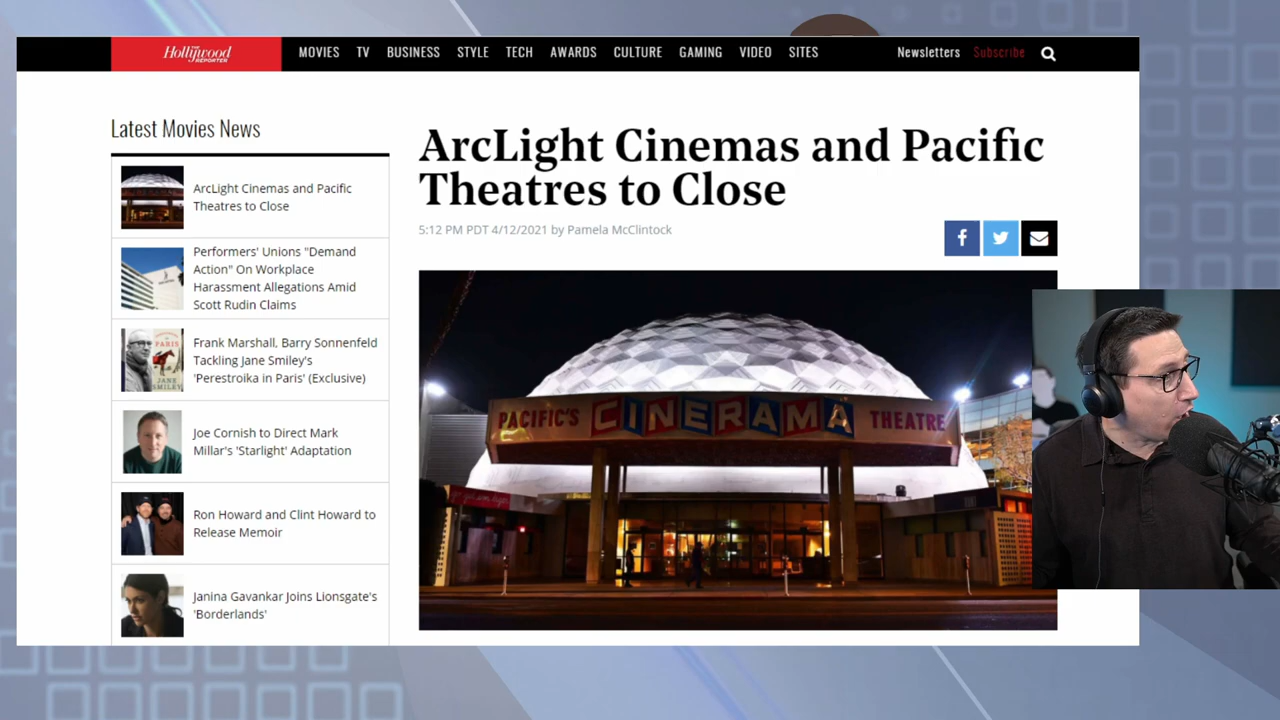 Hollywood
REPORTER
MOVIES TV BUSINESS STYLE TECH AWARDS CULTURE GAMING VIDEO SITES
Newsletters Subscribe
Latest Movies News
ArcLight Cinemas and Pacific
Theatres to Close
Performers' Unions "Demand
Action" On Workplace
Harassment Allegations Amid
Scott Rudin Claims
Frank Marshall, Barry Sonnenfeld
Tackling Jane Smiley's
'Perestroika in Paris' (Exclusive)
PARIS
JANE
SMILEY
Joe Cornish to Direct Mark
Millar's 'Starlight' Adaptation
Ron Howard and Clint Howard to
Release Memoir
Janina Gavankar Joins Lionsgate's
'Borderlands'
ArcLight Cinemas and Pacific
Theatres to Close
5:12 PM PDT 4/12/2021 by Pamela McClintock
PACIFIC'S CINERAMA THEATRE